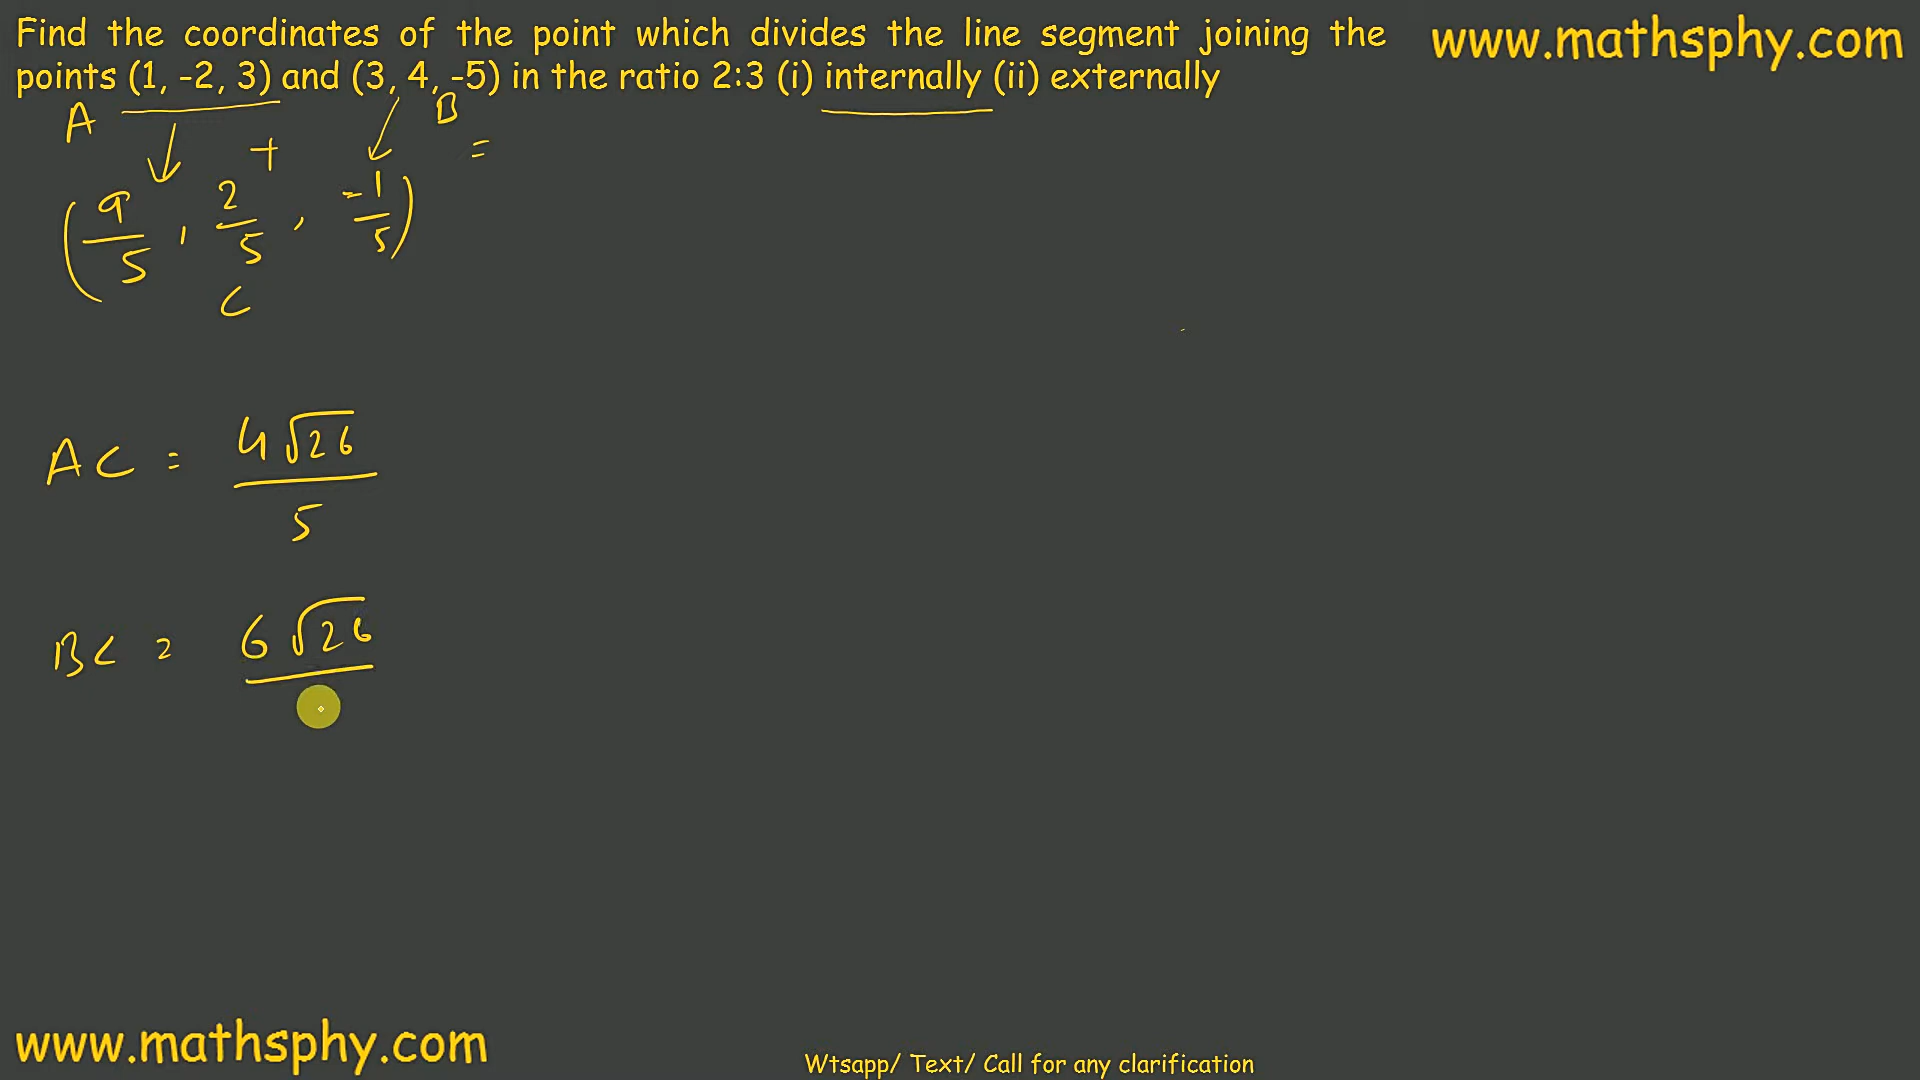 Find the coordinates of the point which divides the line segment joining the
points (1, -2, 3) and (3, 4, -5) in the ratio 2:3 (i) internally (ii) externally
www.mathsphy.com
A B
+ =
(9/5, 2/5, -1/5)
C
AC = 4√26/5
BC = 6√26
www.mathsphy.com
Wtsapp/ Text/ Call for any clarification